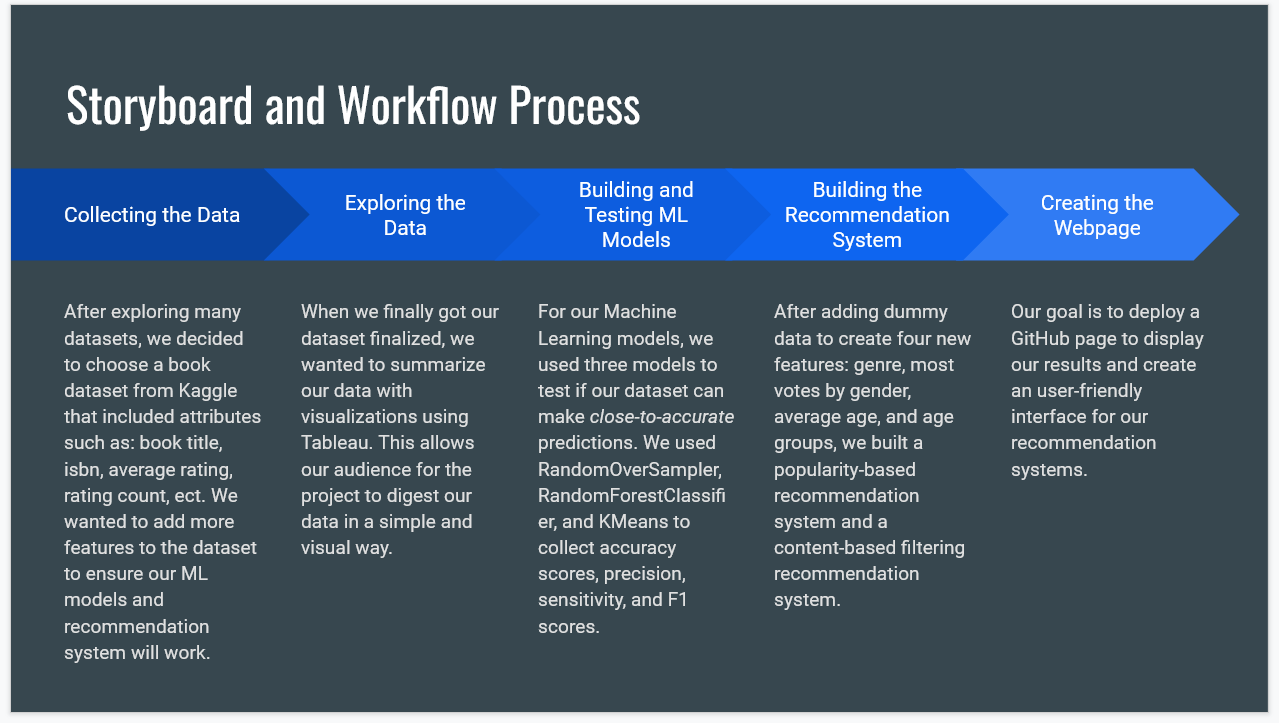 Storyboard and Workflow Process
Collecting the Data
Exploring the
Data
Building and
Testing ML
Models
Building the
Recommendation
System
Creating the
Webpage
After exploring many
datasets, we decided
to choose a book
dataset from Kaggle
that included attributes
such as: book title,
isbn, average rating,
rating count, ect. We
wanted to add more
features to the dataset
to ensure our ML
models and
recommendation
system will work.
When we finally got our
dataset finalized, we
wanted to summarize
our data with
visualizations using
Tableau. This allows
our audience for the
project to digest our
data in a simple and
visual way.
For our Machine
Learning models, we
used three models to
test if our dataset can
make close-to-accurate
predictions. We used
RandomOverSampler,
RandomForestClassifi
er, and KMeans to
collect accuracy
scores, precision,
sensitivity, and F1
scores.
After adding dummy
data to create four new
features: genre, most
votes by gender,
average age, and age
groups, we built a
popularity-based
recommendation
system and a
content-based filtering
recommendation
system.
Our goal is to deploy a
GitHub page to display
our results and create
an user-friendly
interface for our
recommendation
systems.